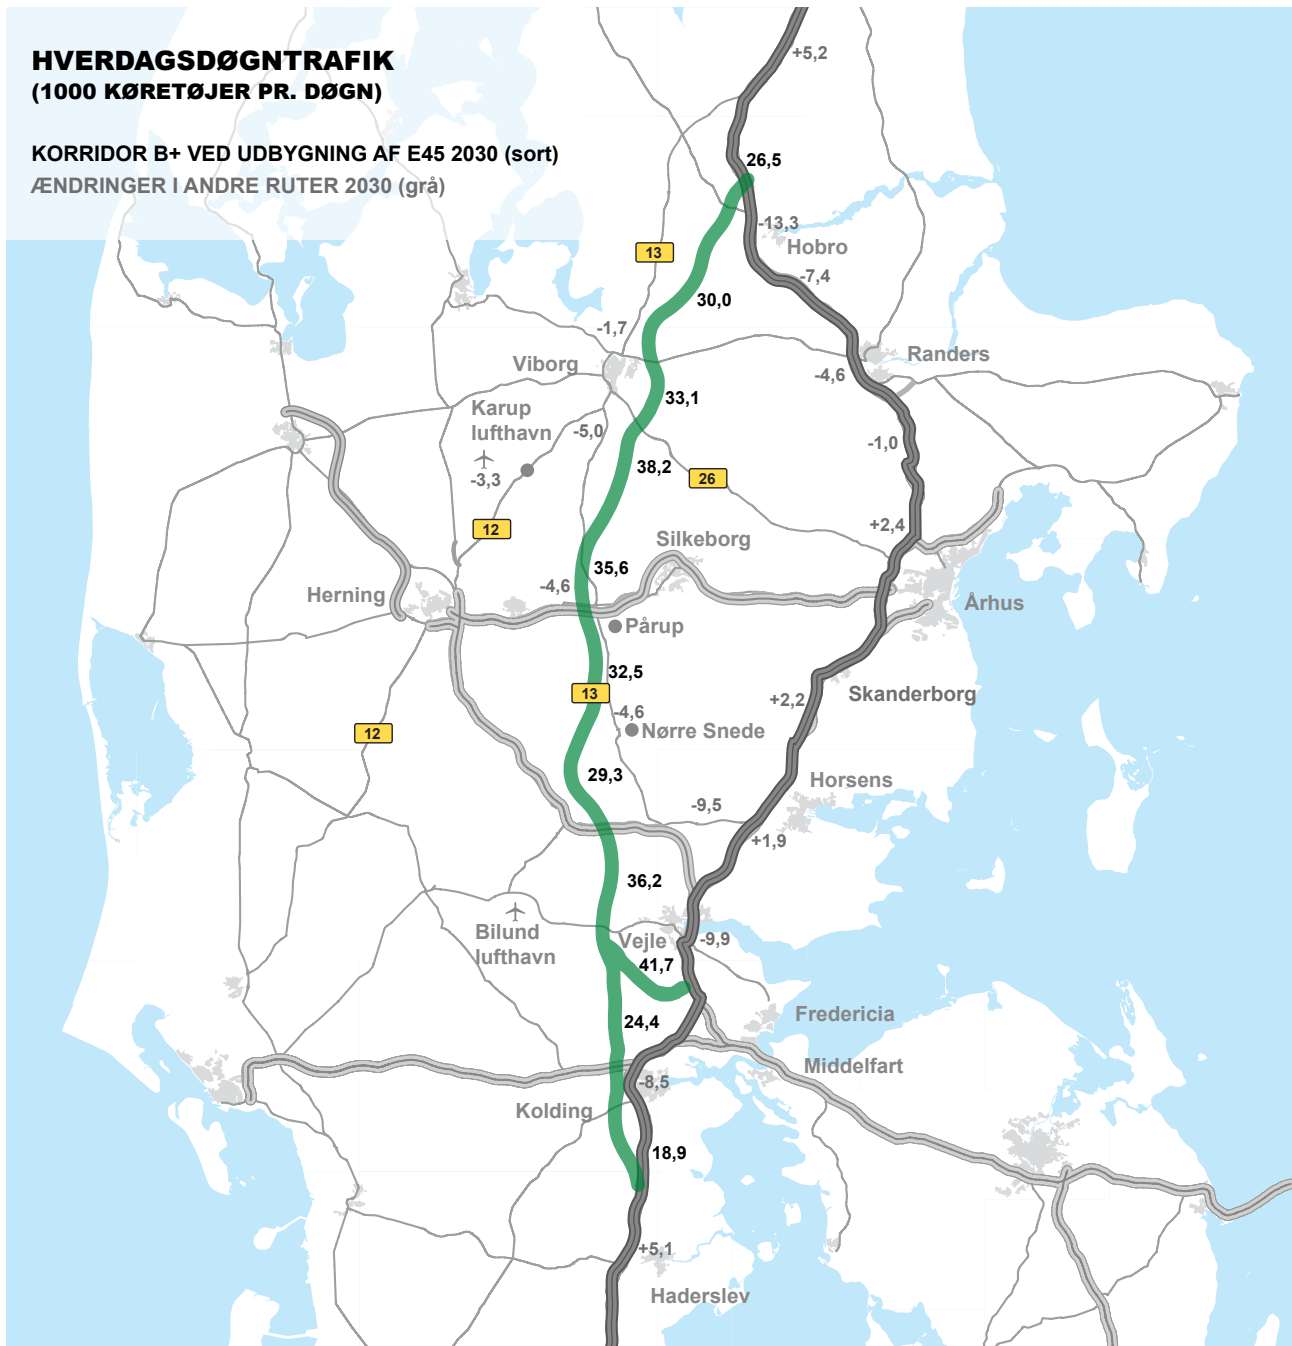 HVERDAGSDØGNTRAFIK
(1000 KØRETØJER PR. DØGN)
KORRIDOR B+ VED UDBYGNING AF E45 2030 (sort)
ÆNDRINGER I ANDRE RUTER 2030 (grå)
+5,2
26,5
-13,3
Hobro
13
-7,4
30,0
-1,7
Viborg
Randers
-4,6
33,1
Karup
lufthavn
-5,0
-1,0
38,2
-3,3
26
12
+2,4
Silkeborg
35,6
-4,6
Herning
Århus
Pårup
32,5
13
-4,6
+2,2
Skanderborg
Nørre Snede
12
29,3
Horsens
-9,5
+1,9
36,2
Bilund
lufthavn
Vejle
-9,9
41,7
24,4
Fredericia
Middelfart
-8,5
Kolding
18,9
+5,1
Haderslev